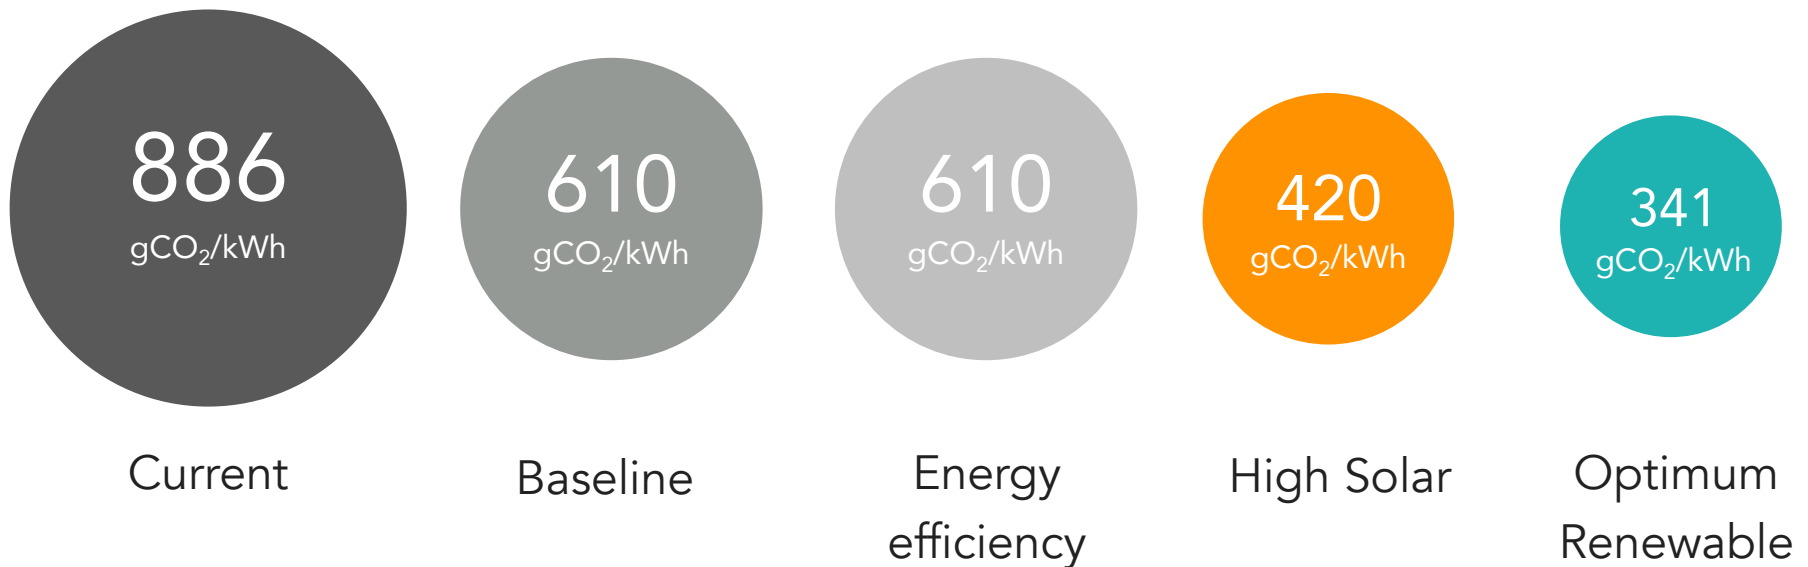 886
gCO₂/kWh
Current
610
gCO₂/kWh
Baseline
610
gCO₂/kWh
Energy
efficiency
420
gCO₂/kWh
High Solar
341
gCO₂/kWh
Optimum
Renewable